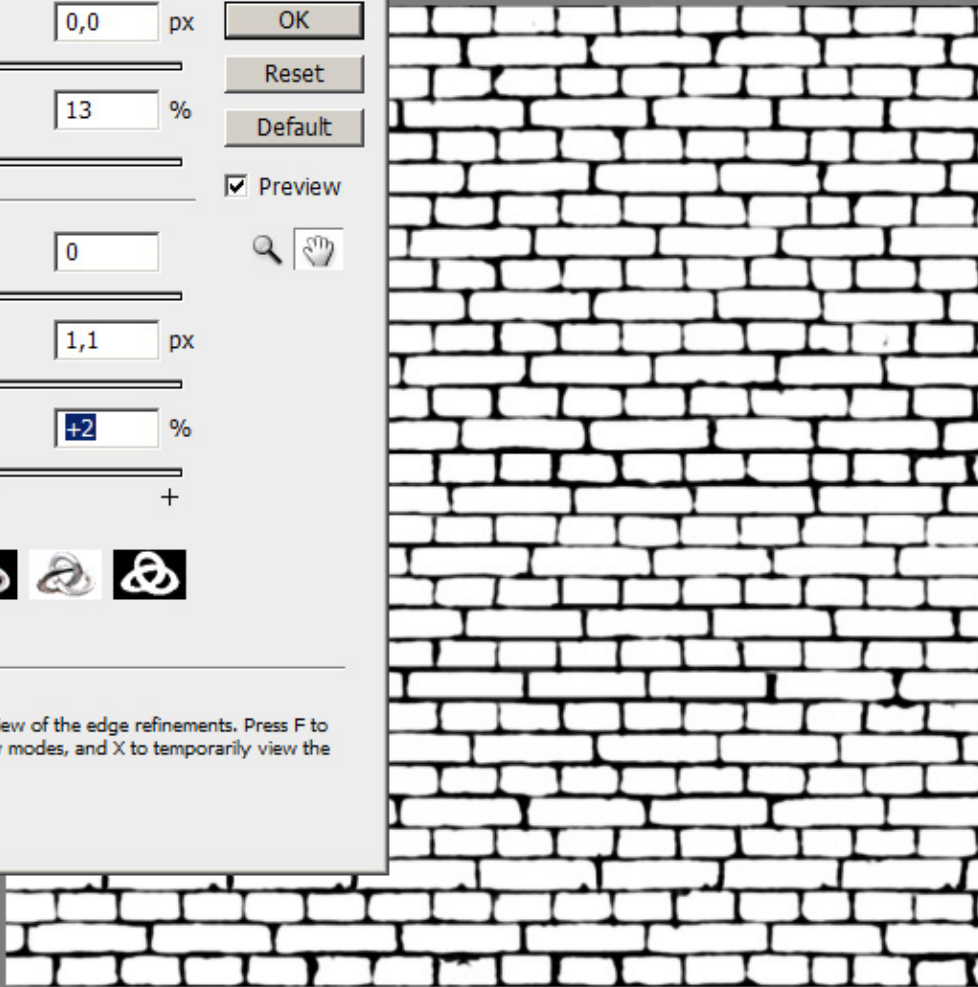 0,0 px
OK
Reset
13 %
Default
Preview
0
1,1 px
+2 %
+
view of the edge refinements. Press F to
modes, and X to temporarily view the